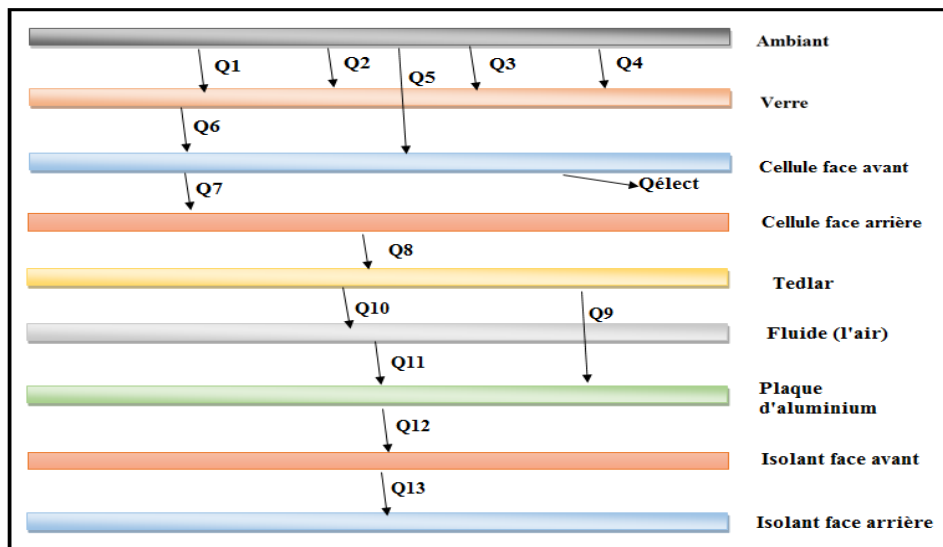 Ambiant
Q1
Q2
Q5
Q3
Q4
Verre
Q6
Cellule face avant
Q7
Qélect
Cellule face arrière
Q8
Tedlar
Q10
Q9
Fluide (l'air)
Q11
Plaque
d'aluminium
Q12
Isolant face avant
Q13
Isolant face arrière